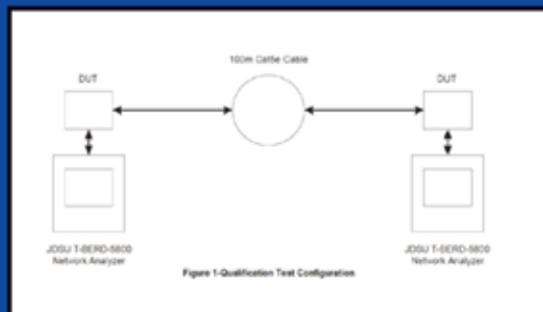 100m Cat5e Cable
DUT
DUT
JDSU T-BERD-5800
Network Analyzer
JDSU T-BERD-5800
Network Analyzer
Figure 1-Qualification Test Configuration